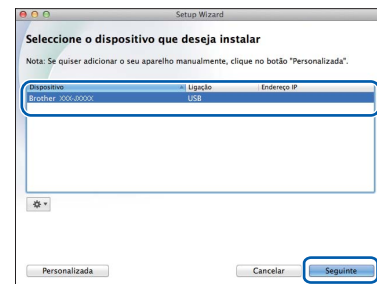 Setup Wizard
Seleccione o dispositivo que deseja instalar
Nota: Se quiser adicionar o seu aparelho manualmente, clique no botão "Personalizada".
Dispositivo Ligação Endereço IP
Brother XXX-XXXXX USB
Personalizada Cancelar Seguinte